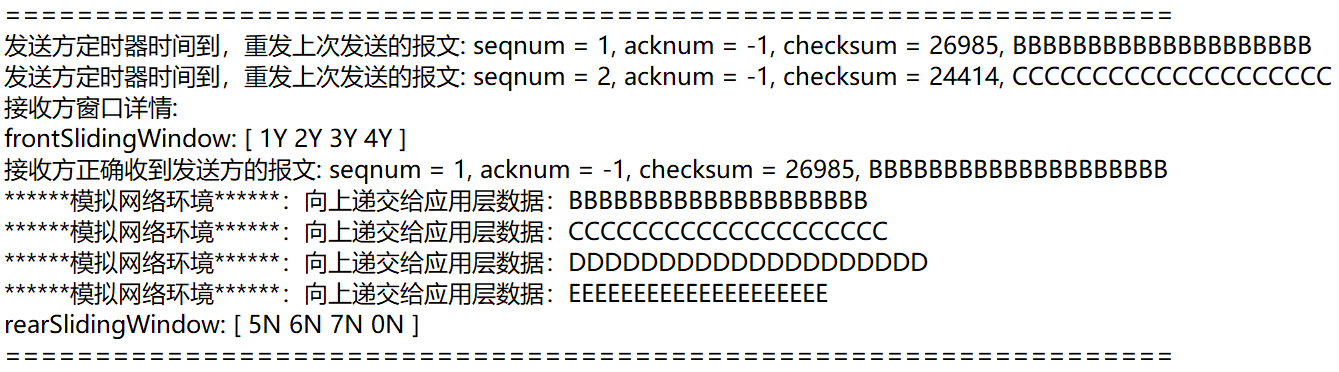 =================================================================
发送方定时器时间到，重发上次发送的报文: seqnum = 1, acknum = -1, checksum = 26985, BBBBBBBBBBBBBBBBBBBB
发送方定时器时间到，重发上次发送的报文: seqnum = 2, acknum = -1, checksum = 24414, CCCCCCCCCCCCCCCCCCCC
接收方窗口详情:
frontSlidingWindow: [ 1Y 2Y 3Y 4Y ]
接收方正确收到发送方的报文: seqnum = 1, acknum = -1, checksum = 26985, BBBBBBBBBBBBBBBBBBBB
******模拟网络环境******：向上递交给应用层数据：BBBBBBBBBBBBBBBBBBBB
******模拟网络环境******：向上递交给应用层数据：CCCCCCCCCCCCCCCCCCCC
******模拟网络环境******：向上递交给应用层数据：DDDDDDDDDDDDDDDDDDDD
******模拟网络环境******：向上递交给应用层数据：EEEEEEEEEEEEEEEEEEEE
rearSlidingWindow: [ 5N 6N 7N 0N ]
=================================================================